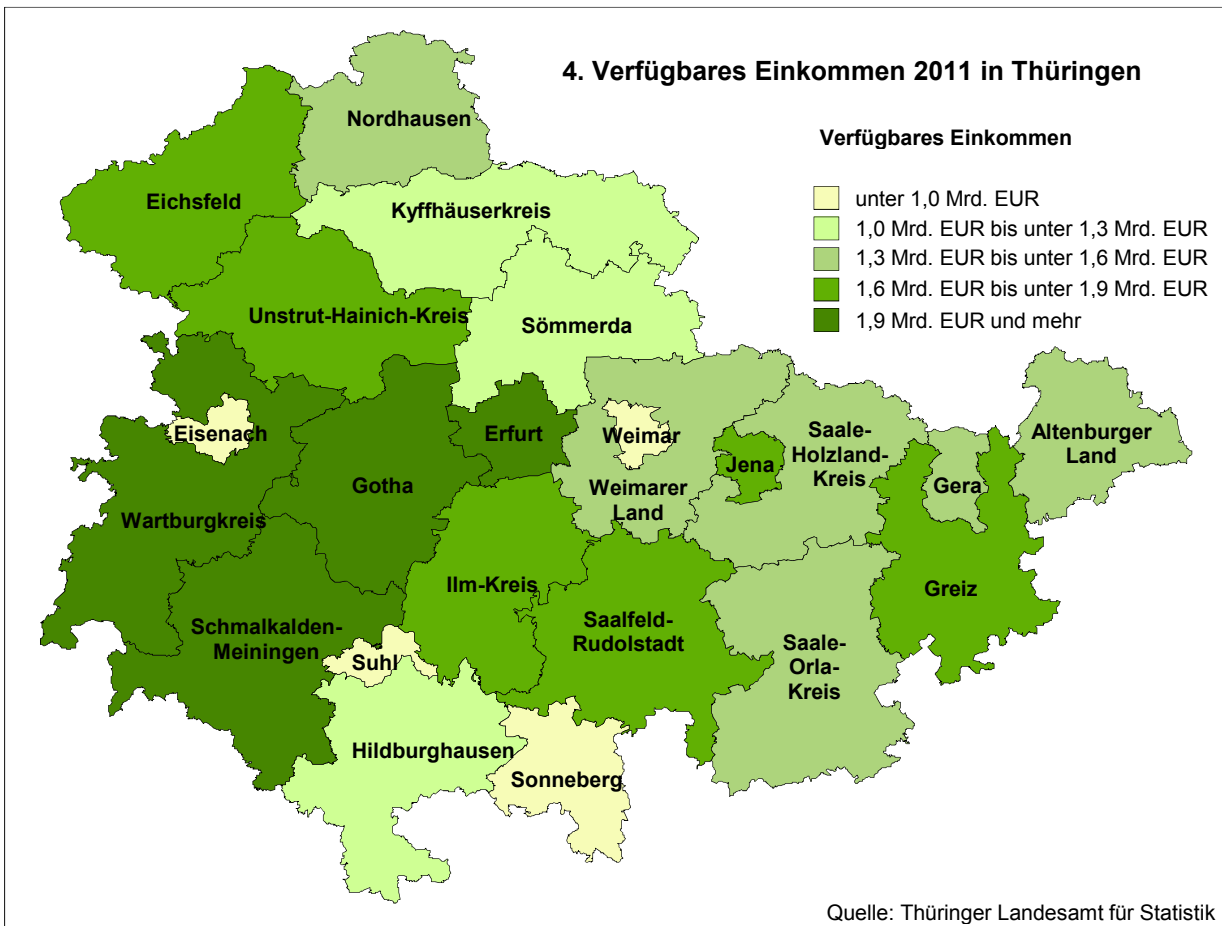 4. Verfügbares Einkommen 2011 in Thüringen
Verfügbares Einkommen
unter 1,0 Mrd. EUR
1,0 Mrd. EUR bis unter 1,3 Mrd. EUR
1,3 Mrd. EUR bis unter 1,6 Mrd. EUR
1,6 Mrd. EUR bis unter 1,9 Mrd. EUR
1,9 Mrd. EUR und mehr
Nordhausen
Eichsfeld
Kyffhäuserkreis
Unstrut-Hainich-Kreis
Sömmerda
Eisenach
Erfurt
Weimar
Saale-
Holzland-
Kreis
Altenburger
Land
Jena
Gera
Gotha
Weimarer
Land
Wartburgkreis
Ilm-Kreis
Greiz
Schmalkalden-
Meiningen
Saalfeld-
Rudolstadt
Suhl
Saale-
Orla-
Kreis
Hildburghausen
Sonneberg
Quelle: Thüringer Landesamt für Statistik